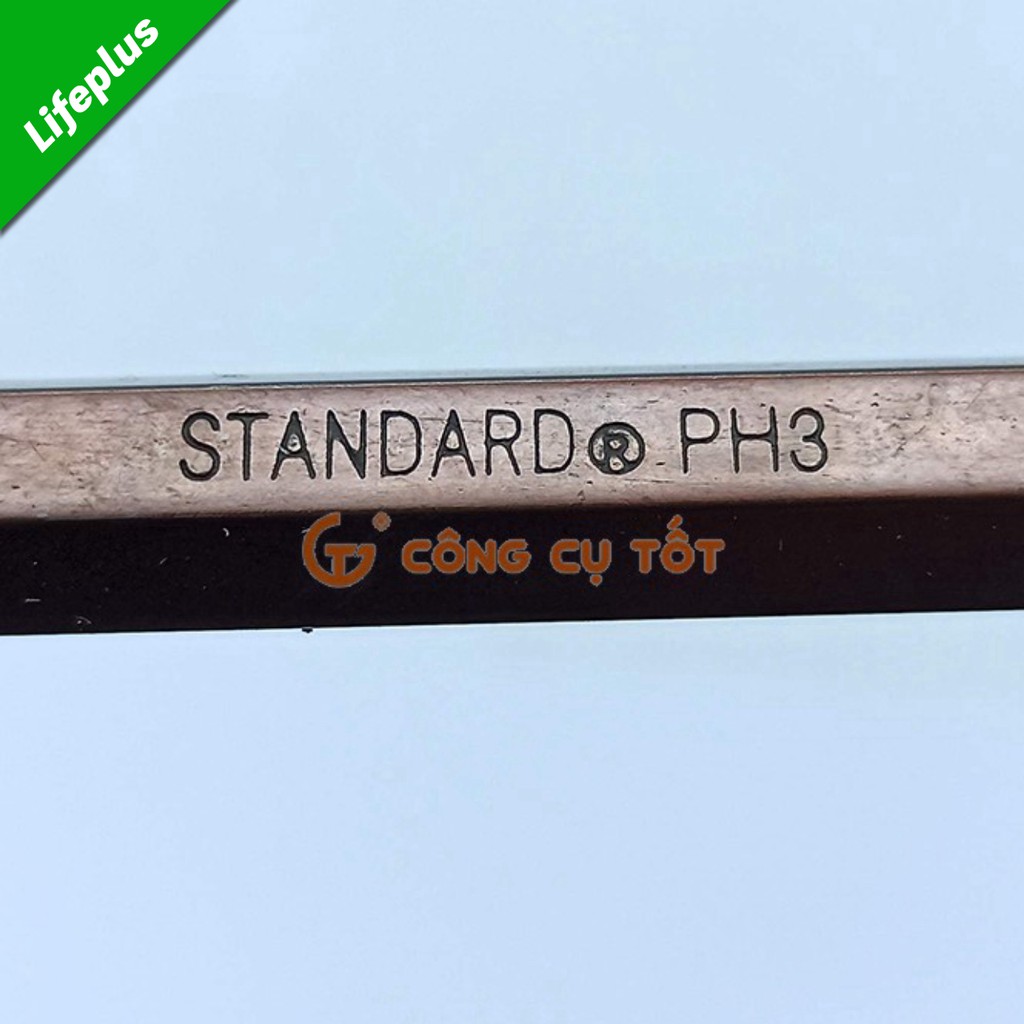 Lifeplus
STANDARD® PH3
CÔNG CỤ TỐT